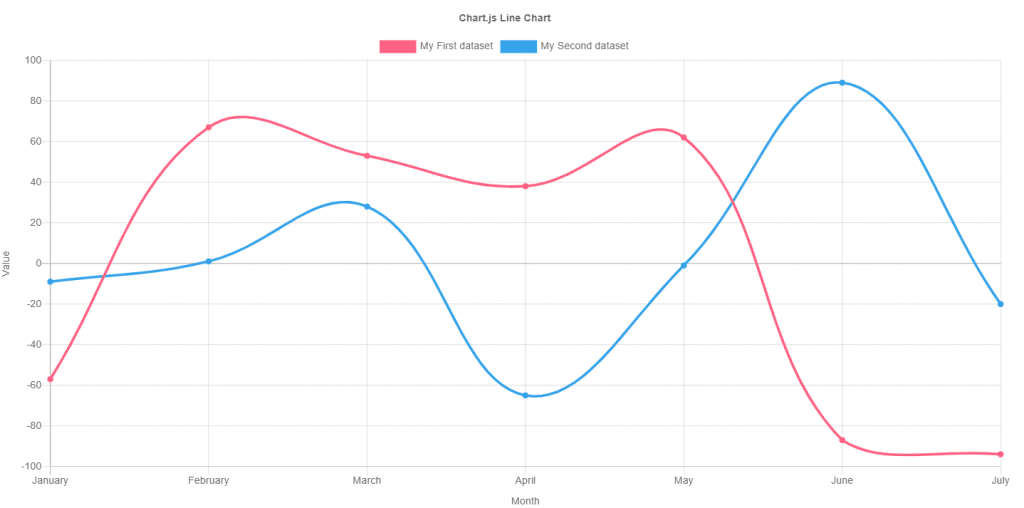 Chart.js Line Chart
My First dataset My Second dataset
100
80
60
40
20
0
-20
-40
-60
-80
-100
Value
January February March April May June July
Month